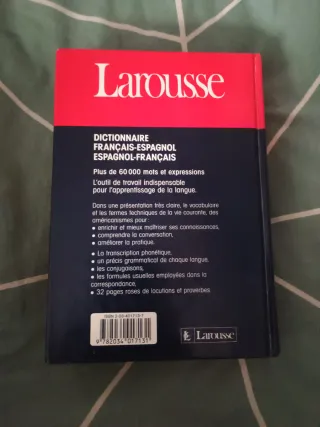 Larousse
DICTIONNAIRE
FRANÇAIS-ESPAGNOL
ESPAGNOL-FRANÇAIS
Plus de 60 000 mots et expressions
L'outil de travail indispensable
pour l'apprentissage de la langue.
Dans une présentation très claire, le vocabulaire
et les termes techniques de la vie courante, des
américanismes pour :
● enrichir et mieux maîtriser ses connaissances,
● comprendre la conversation,
● améliorer la pratique.
● La transcription phonétique,
● un précis grammatical de chaque langue,
● les conjugaisons,
● les formules usuelles employées dans la
correspondance,
● 32 pages roses de locutions et proverbes.
9 782034 017131
Larousse